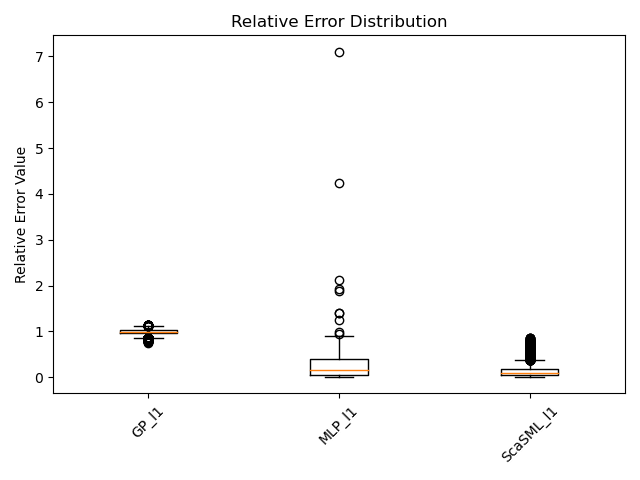 Relative Error Distribution
Relative Error Value
7
6
5
4
3
2
1
0
GP_l1
MLP_l1
ScaSML_l1